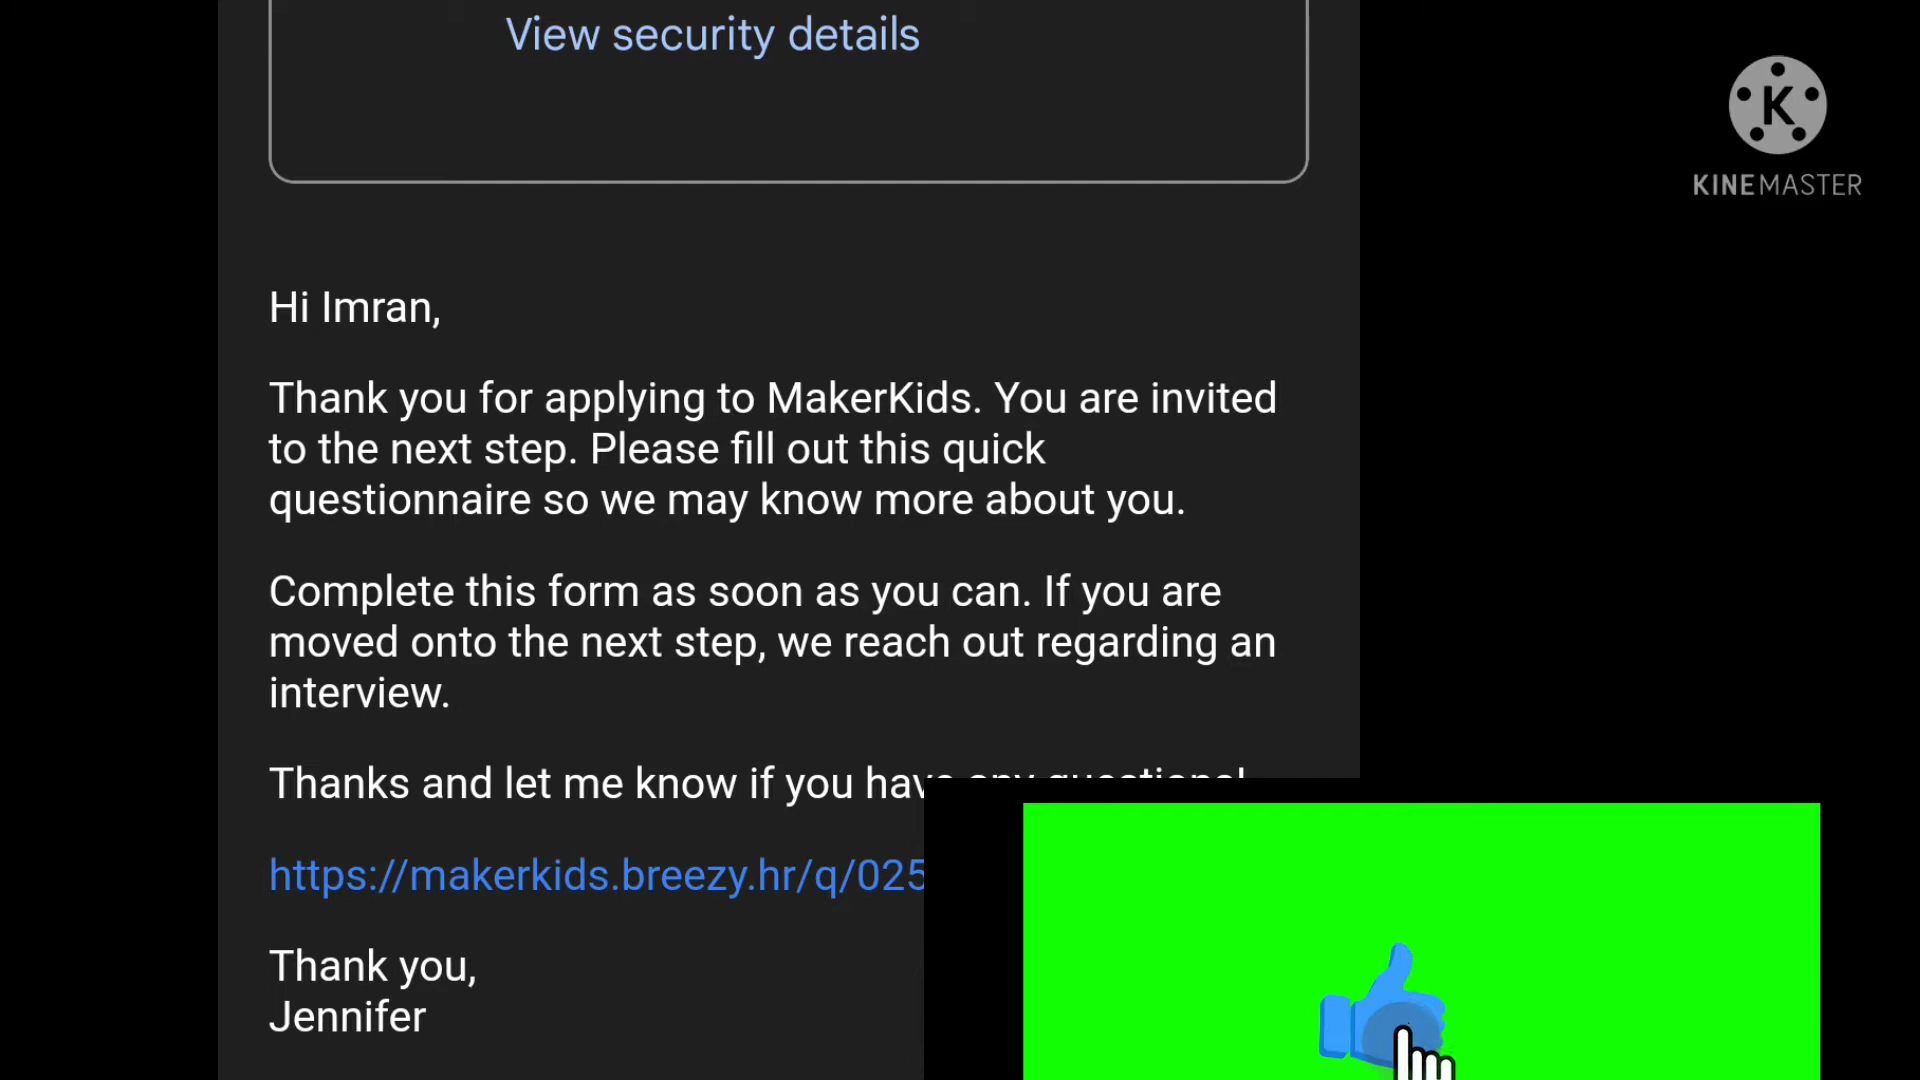 View security details
K
KINEMASTER
Hi Imran,
Thank you for applying to MakerKids. You are invited
to the next step. Please fill out this quick
questionnaire so we may know more about you.
Complete this form as soon as you can. If you are
moved onto the next step, we reach out regarding an
interview.
Thanks and let me know if you have any questions!
https://makerkids.breezy.hr/q/025
Thank you,
Jennifer